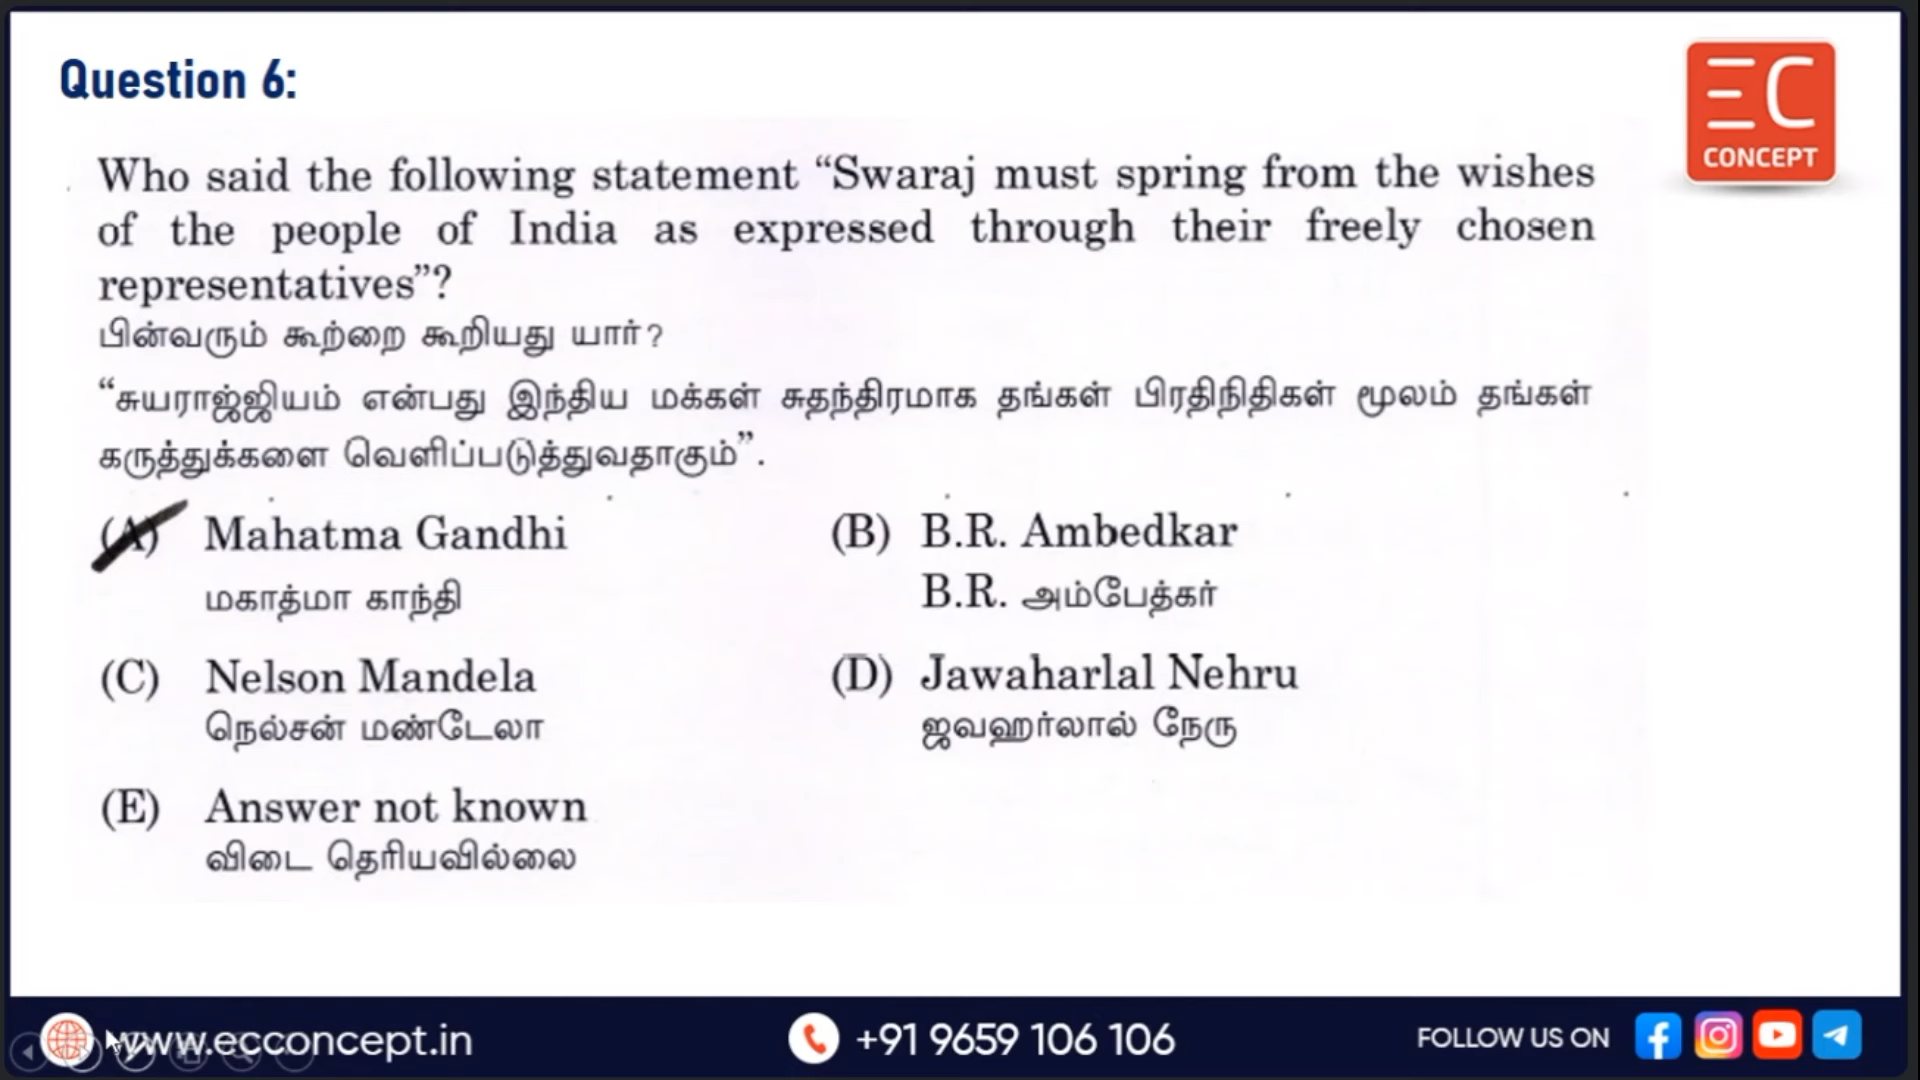 Question 6:
EC
CONCEPT
Who said the following statement “Swaraj must spring from the wishes
of the people of India as expressed through their freely chosen
representatives”?
பின்வரும் கூற்றை கூறியது யார்?
“சுயராஜ்ஜியம் என்பது இந்திய மக்கள் சுதந்திரமாக தங்கள் பிரதிநிதிகள் மூலம் தங்கள்
கருத்துக்களை வெளிப்படுத்துவதாகும்”.
(A) Mahatma Gandhi
மகாத்மா காந்தி
(B) B.R. Ambedkar
B.R. அம்பேத்கர்
(C) Nelson Mandela
நெல்சன் மண்டேலா
(D) Jawaharlal Nehru
ஜவஹர்லால் நேரு
(E) Answer not known
விடை தெரியவில்லை
www.ecconcept.in
+91 9659 106 106
FOLLOW US ON